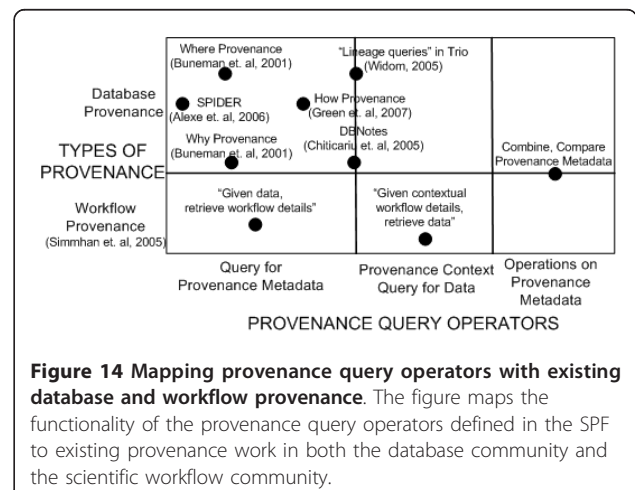 Where Provenance
(Buneman et. al, 2001)
"Lineage queries" in Trio
(Widom, 2005)
Database
Provenance
SPIDER
(Alexe et. al, 2006)
How Provenance
(Green et. al, 2007)
Why Provenance
(Buneman et. al, 2001)
DBNotes
(Chiticariu et. al, 2005)
Combine, Compare
Provenance Metadata
TYPES OF
PROVENANCE
Workflow
Provenance
(Simmhan et. al, 2005)
"Given data,
retrieve workflow details"
"Given contextual
workflow details,
retrieve data"
Query for
Provenance Metadata
Provenance Context
Query for Data
Operations on
Provenance
Metadata
PROVENANCE QUERY OPERATORS
Figure 14 Mapping provenance query operators with existing
database and workflow provenance. The figure maps the
functionality of the provenance query operators defined in the SPF
to existing provenance work in both the database community and
the scientific workflow community.